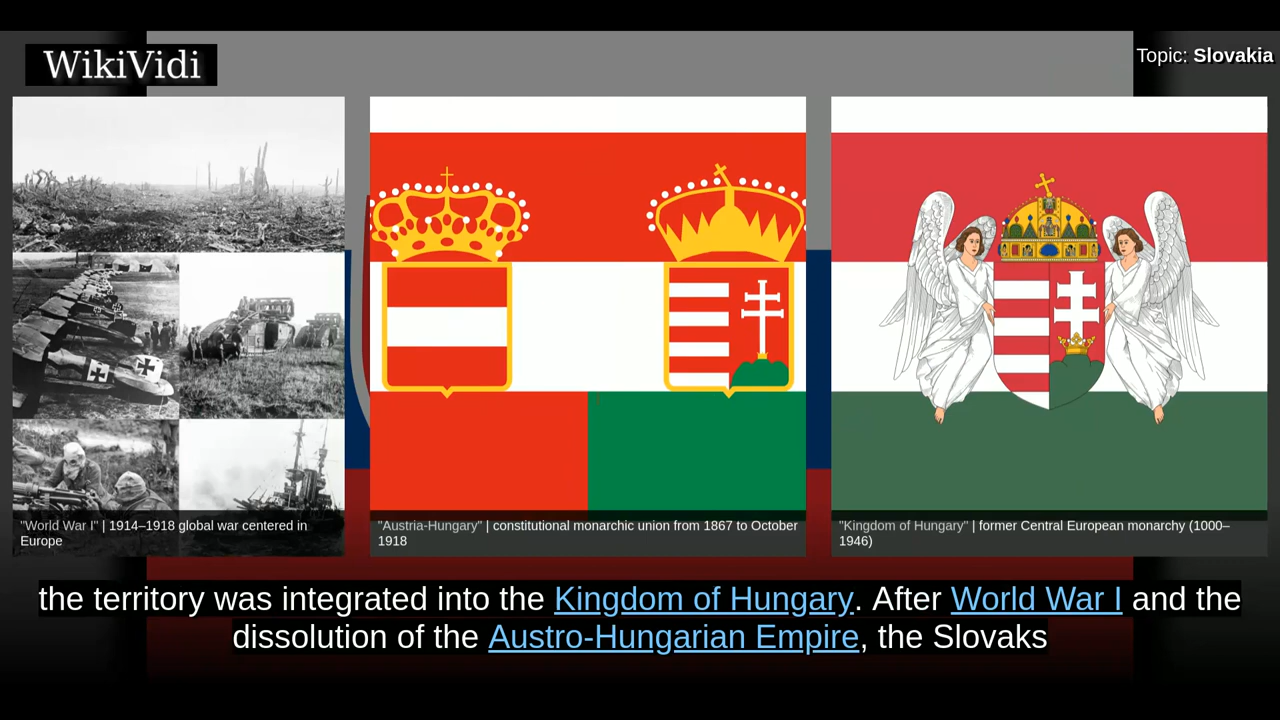 WikiVidi
Topic: Slovakia
"World War I" | 1914–1918 global war centered in
Europe
"Austria-Hungary" | constitutional monarchic union from 1867 to October
1918
"Kingdom of Hungary" | former Central European monarchy (1000–
1946)
the territory was integrated into the Kingdom of Hungary. After World War I and the
dissolution of the Austro-Hungarian Empire, the Slovaks